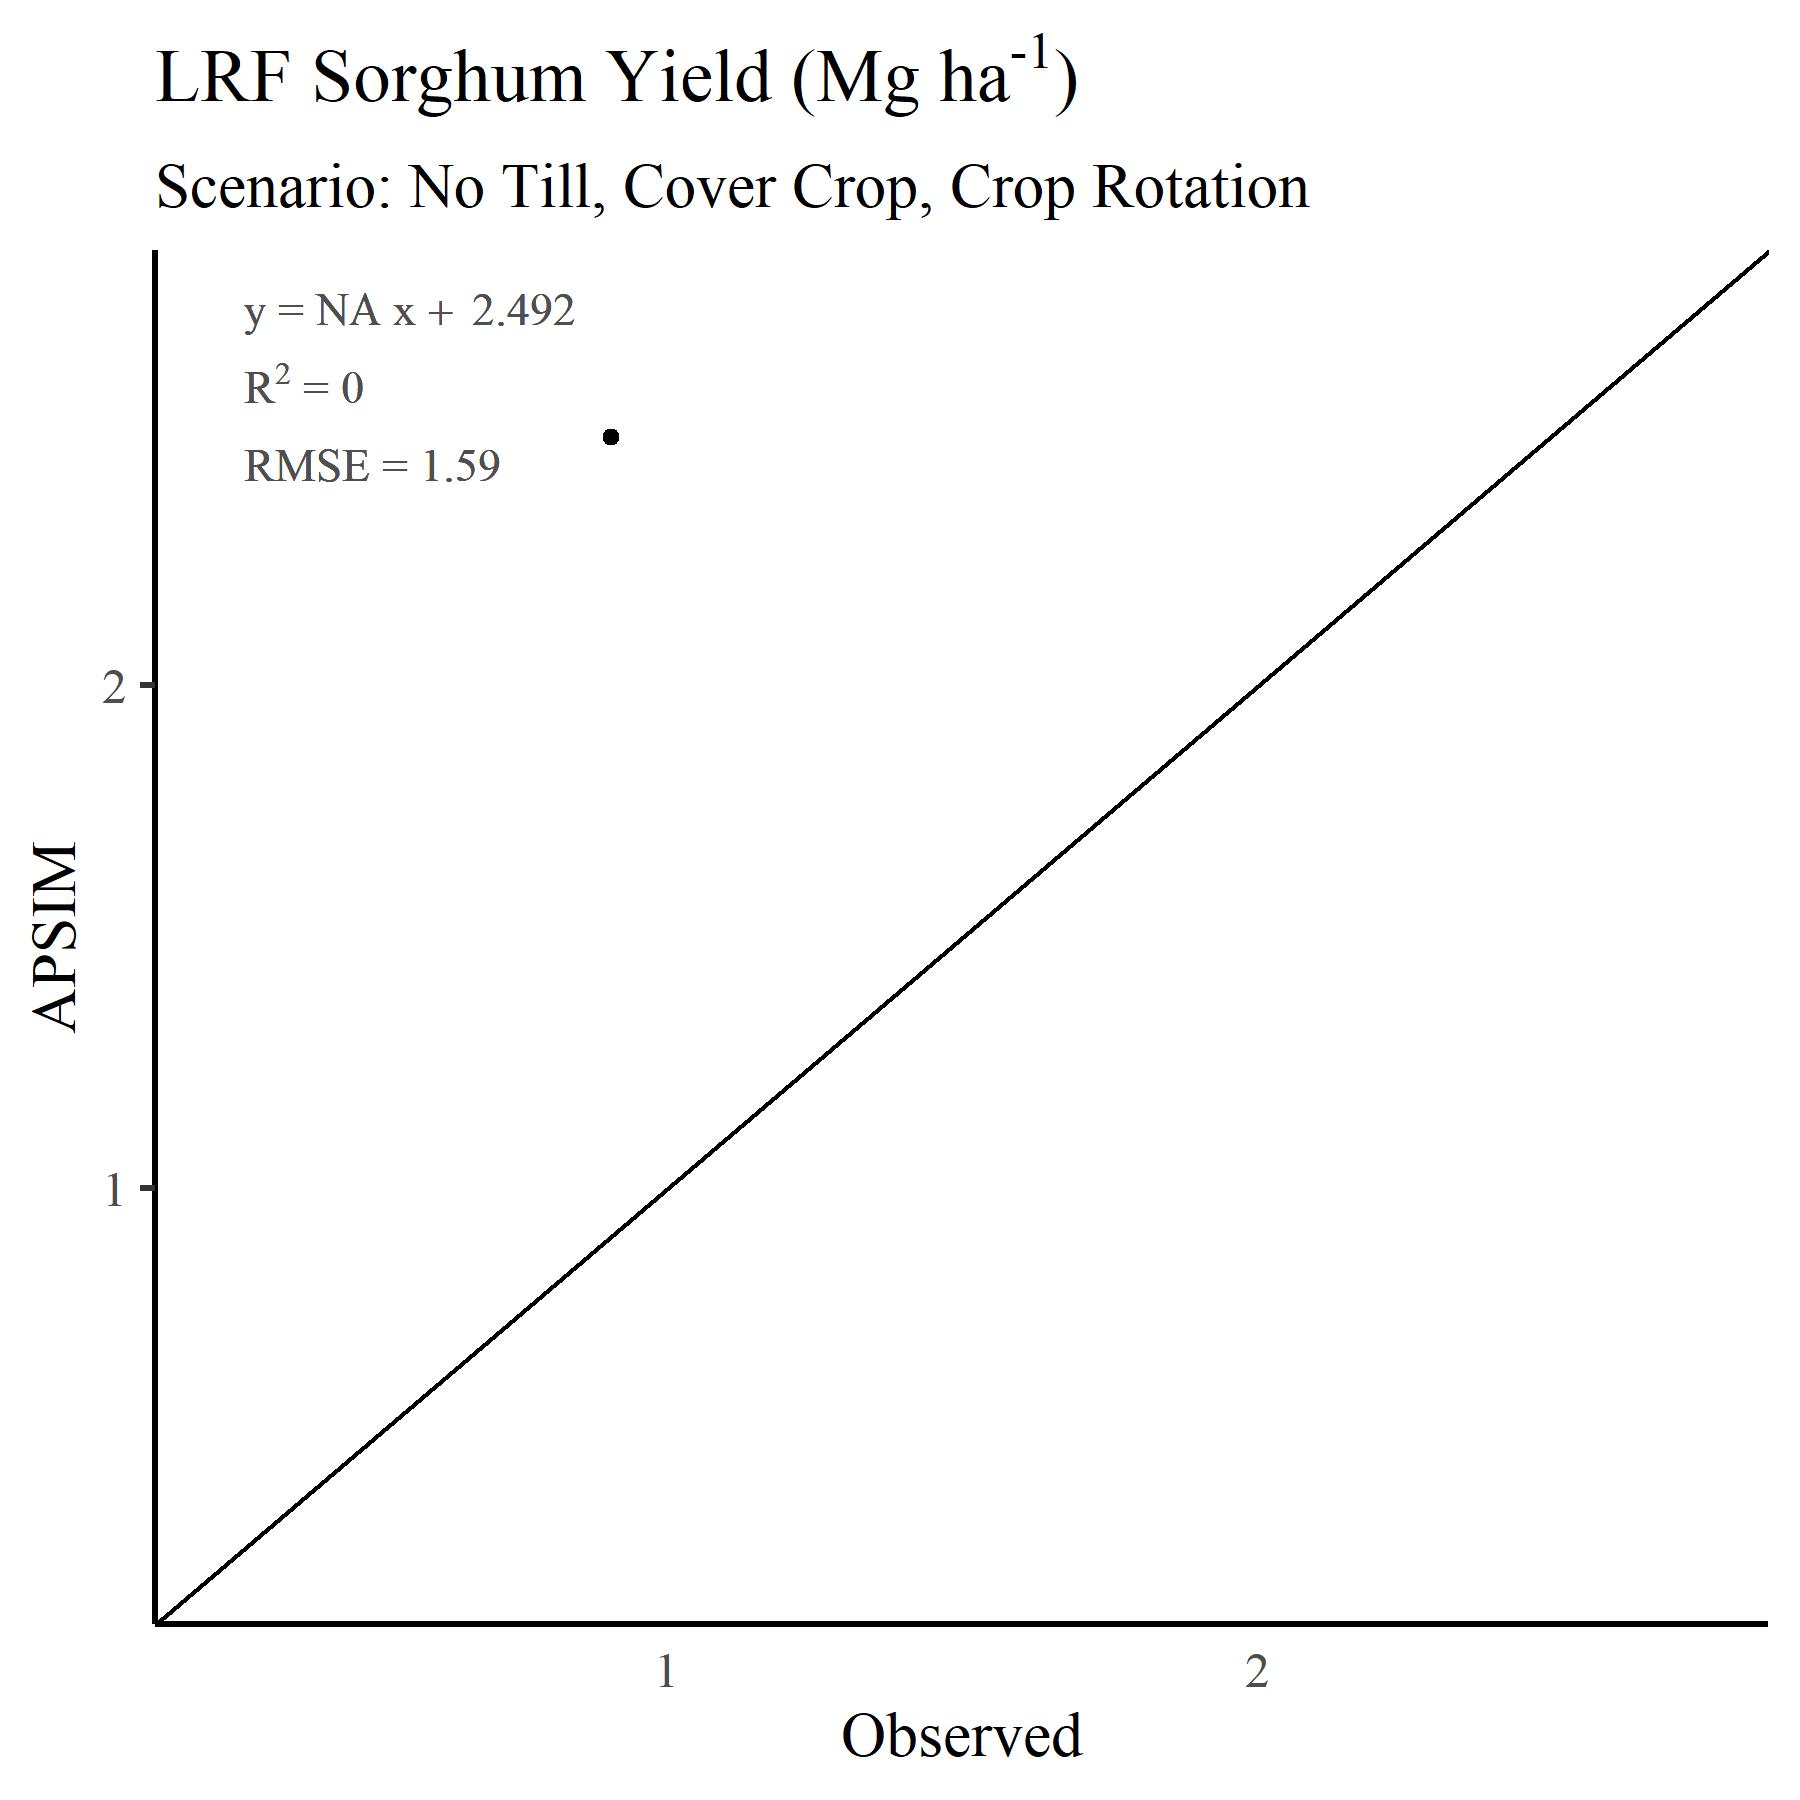 LRF Sorghum Yield (Mg ha⁻¹)
Scenario: No Till, Cover Crop, Crop Rotation
y = NA x + 2.492
R² = 0
RMSE = 1.59
2
1
APSIM
1 2
Observed